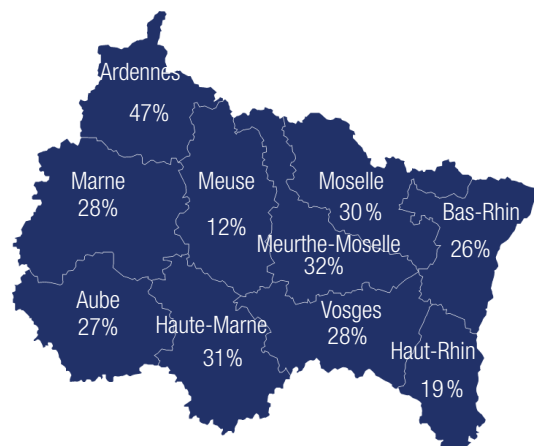 Ardennes
47%
Marne
28%
Meuse
12%
Moselle
30%
Bas-Rhin
26%
Meurthe-Moselle
32%
Aube
27%
Haute-Marne
31%
Vosges
28%
Haut-Rhin
19%